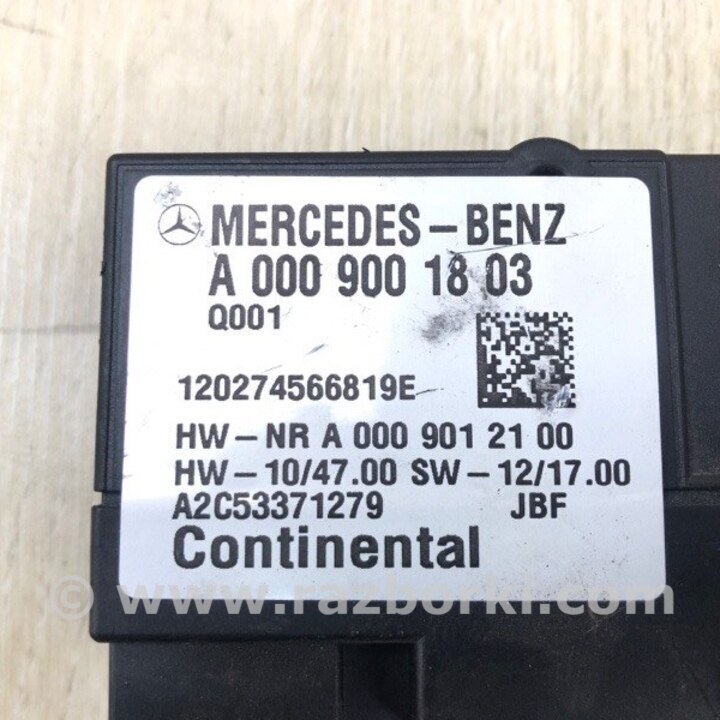 MERCEDES-BENZ
A 000 900 18 03
Q001
120274566819E
HW-NR A 000 901 21 00
HW-10/47.00 SW-12/17.00
A2C53371279 JBF
Continental
© www.razborki.com